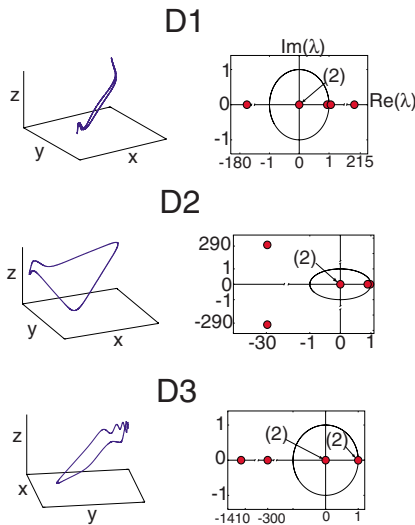 D1
Im(λ)
z
y
x
1
0
-1
(2)
Re(λ)
-180 -1 0 1 215
D2
z
y
x
290
1
0
-1
-290
(2)
-30 -1 0 1
D3
z
x
y
1
0
-1
(2) (2)
-1410 -300 0 1